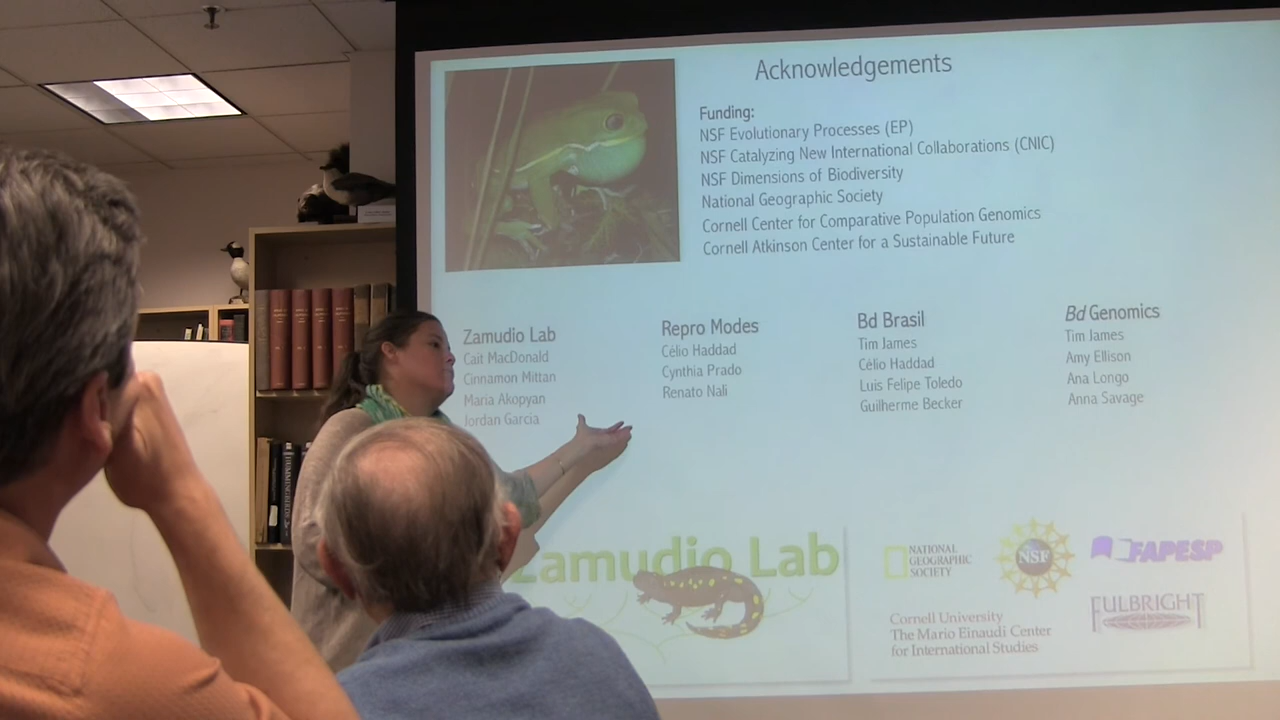 Acknowledgements
Funding:
NSF Evolutionary Processes (EP)
NSF Catalyzing New International Collaborations (CNIC)
NSF Dimensions of Biodiversity
National Geographic Society
Cornell Center for Comparative Population Genomics
Cornell Atkinson Center for a Sustainable Future
Zamudio Lab
Cait MacDonald
Cinnamon Mittan
Maria Akopyan
Jordan Garcia
Repro Modes
Célio Haddad
Cynthia Prado
Renato Nali
Bd Brasil
Tim James
Célio Haddad
Luis Felipe Toledo
Guilherme Becker
Bd Genomics
Tim James
Amy Ellison
Ana Longo
Anna Savage
Zamudio Lab
NATIONAL
GEOGRAPHIC
SOCIETY
NSF
FAPESP
Cornell University
The Mario Einaudi Center
for International Studies
FULBRIGHT